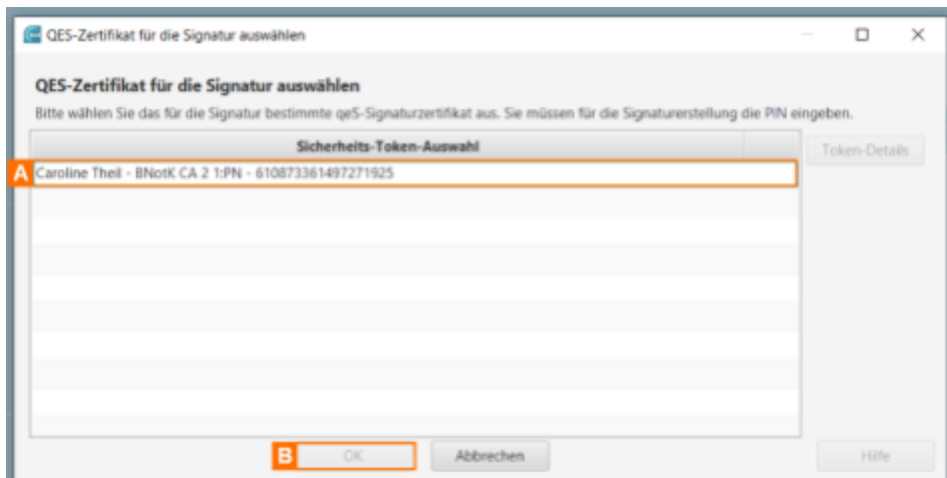 QES-Zertifikat für die Signatur auswählen
QES-Zertifikat für die Signatur auswählen
Bitte wählen Sie das für die Signatur bestimmte qeS-Signaturzertifikat aus. Sie müssen für die Signaturerstellung die PIN eingeben.
Sicherheits-Token-Auswahl
Token-Details
A Caroline Theil - BNotK CA 2 1:PN - 610873361497271925
B OK Abbrechen Hilfe